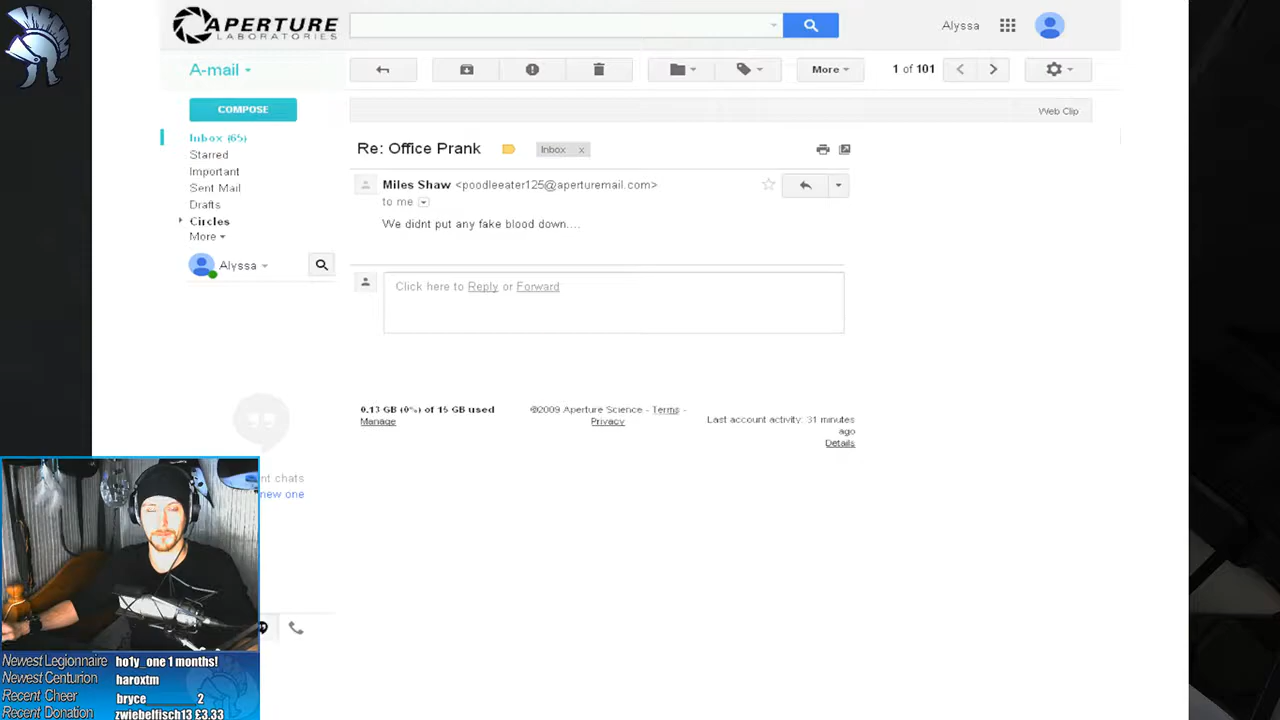 APERTURE
LABORATORIES
Alyssa
A-mail
More
1 of 101
COMPOSE
Web Clip
Inbox (65)
Starred
Important
Sent Mail
Drafts
Circles
More
Alyssa
Re: Office Prank
Inbox x
Miles Shaw <poodleeater125@aperturemail.com>
to me
We didnt put any fake blood down....
Click here to Reply or Forward
0.13 GB (0%) of 15 GB used
Manage
©2009 Aperture Science - Terms -
Privacy
Last account activity: 31 minutes
ago
Details
nt chats
new one
Newest Legionnaire ho1y_one 1 months!
Newest Centurion haroxtm
Recent Cheer bryce_______2
Recent Donation zwiebelfisch13 £3.33